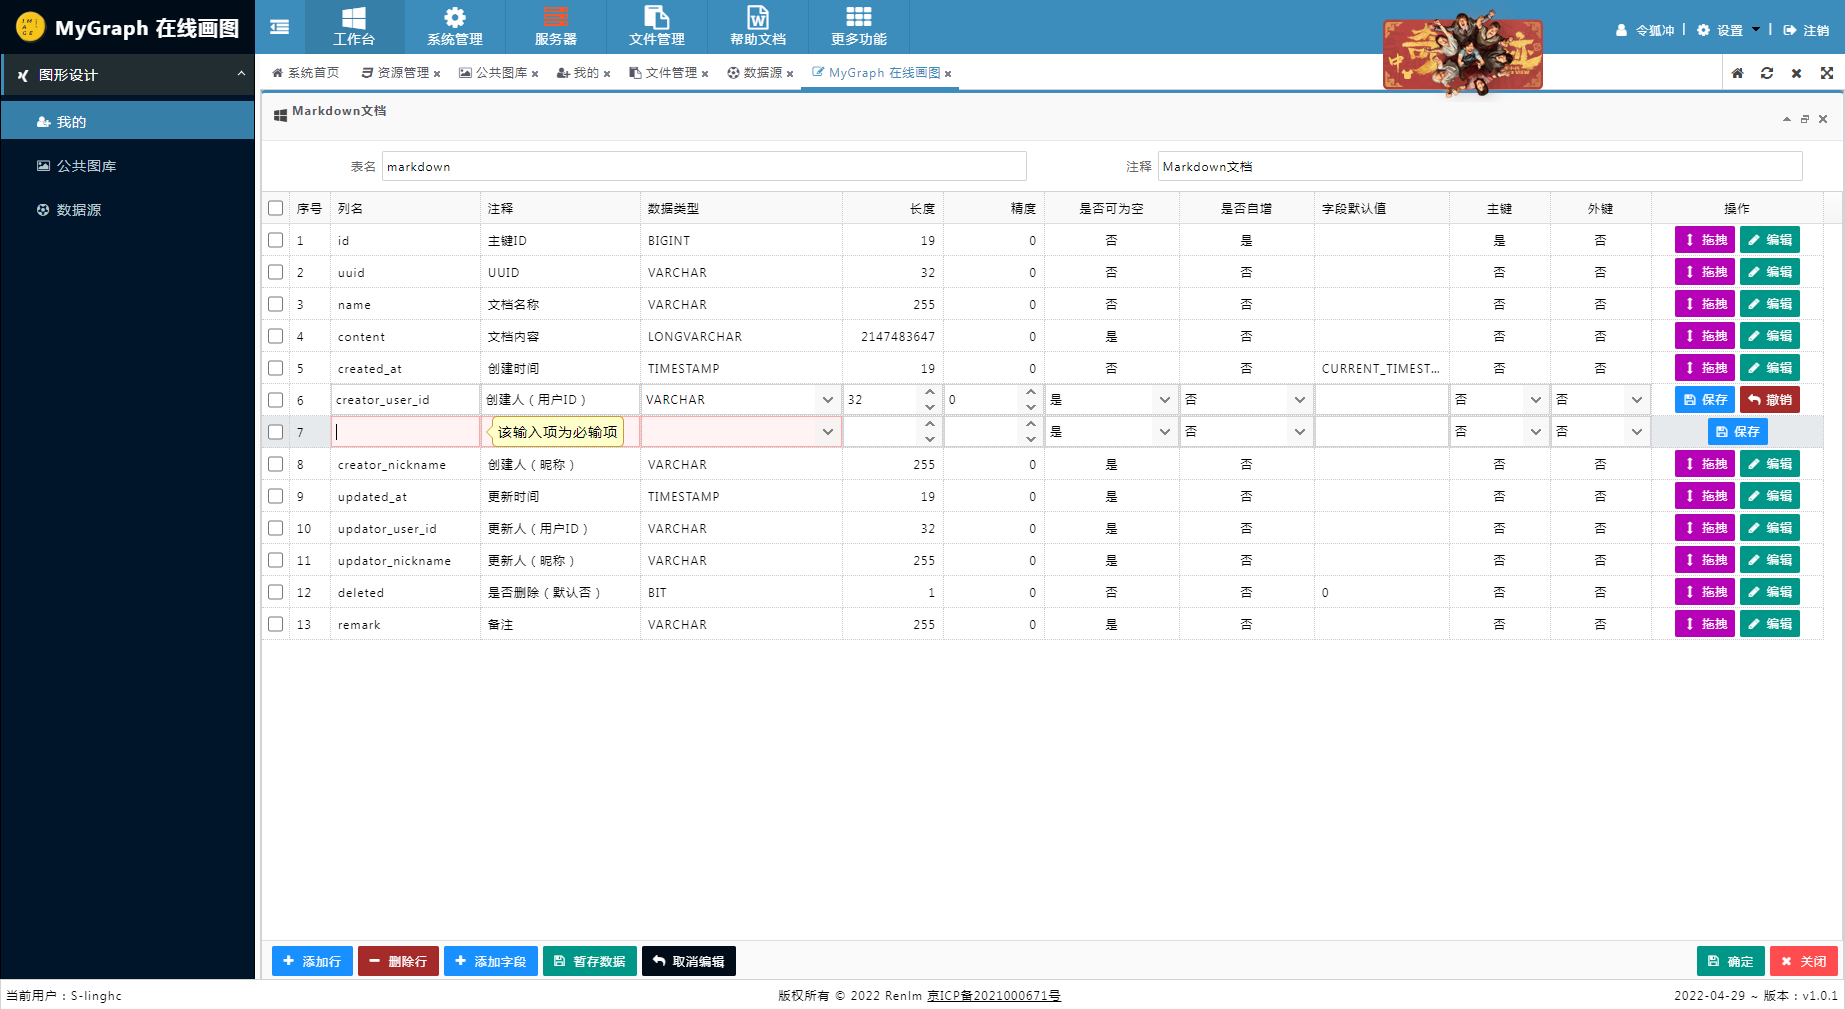 MyGraph 在线画图
工作台 系统管理 服务器 文件管理 帮助文档 更多功能
令狐冲 | 设置 | 注销
图形设计
系统首页 资源管理 公共图库 我的 文件管理 数据源 MyGraph 在线画图
我的
公共图库
数据源
Markdown文档
表名 markdown 注释 Markdown文档
序号 列名 注释 数据类型 长度 精度 是否可为空 是否自增 字段默认值 主键 外键 操作
1 id 主键ID BIGINT 19 0 否 是 是 否 拖拽 编辑
2 uuid UUID VARCHAR 32 0 否 否 否 否 拖拽 编辑
3 name 文档名称 VARCHAR 255 0 否 否 否 否 拖拽 编辑
4 content 文档内容 LONGVARCHAR 2147483647 0 是 否 否 否 拖拽 编辑
5 created_at 创建时间 TIMESTAMP 19 0 否 否 CURRENT_TIMEST... 否 否 拖拽 编辑
6 creator_user_id 创建人（用户ID） VARCHAR 32 0 是 否 否 否 保存 撤销
7 该输入项为必输项 是 否 否 否 保存
8 creator_nickname 创建人（昵称） VARCHAR 255 0 是 否 否 否 拖拽 编辑
9 updated_at 更新时间 TIMESTAMP 19 0 是 否 否 否 拖拽 编辑
10 updator_user_id 更新人（用户ID） VARCHAR 32 0 是 否 否 否 拖拽 编辑
11 updator_nickname 更新人（昵称） VARCHAR 255 0 是 否 否 否 拖拽 编辑
12 deleted 是否删除（默认否） BIT 1 0 否 否 0 否 否 拖拽 编辑
13 remark 备注 VARCHAR 255 0 是 否 否 否 拖拽 编辑
添加行 删除行 添加字段 暂存数据 取消编辑 确定 关闭
当前用户：S-linghc 版权所有 © 2022 Renlm 京ICP备2021000671号 2022-04-29 ~ 版本：v1.0.1